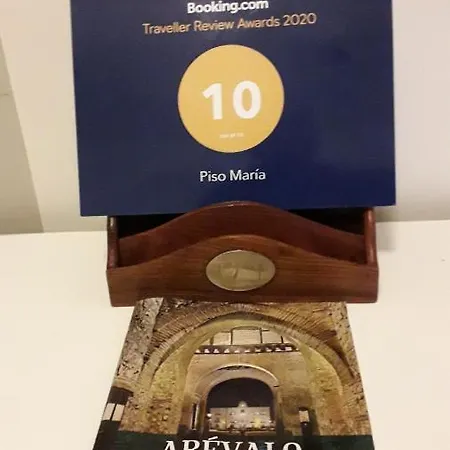 Booking.com
Traveller Review Awards 2020
10
Piso María
ARÉVALO